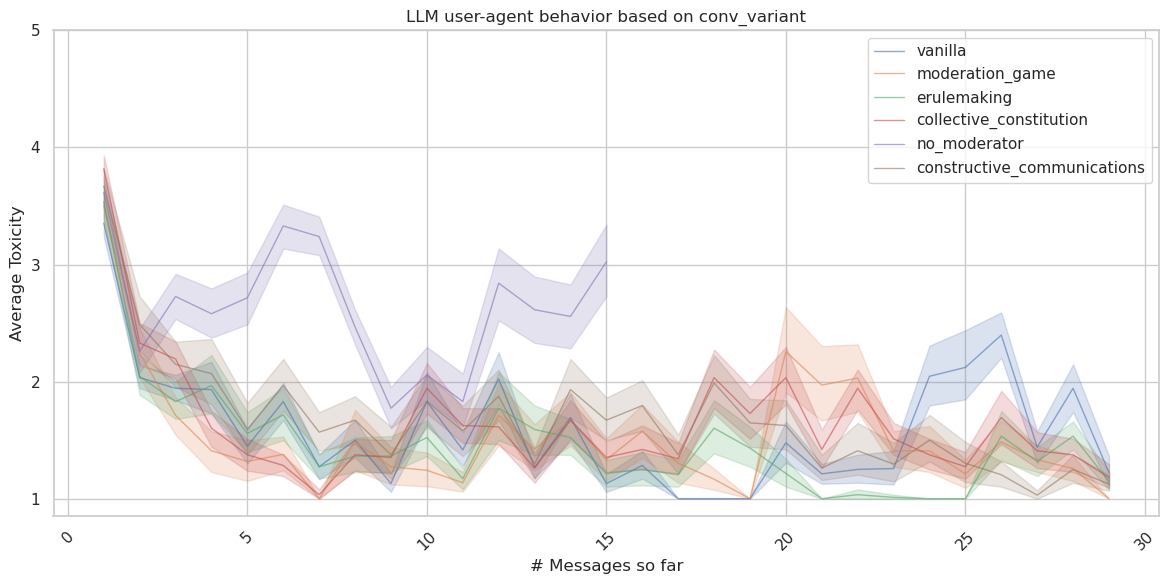 LLM user-agent behavior based on conv_variant
5
4
3
2
1
Average Toxicity
vanilla
moderation_game
erulemaking
collective_constitution
no_moderator
constructive_communications
0
5
10
15
20
25
30
# Messages so far